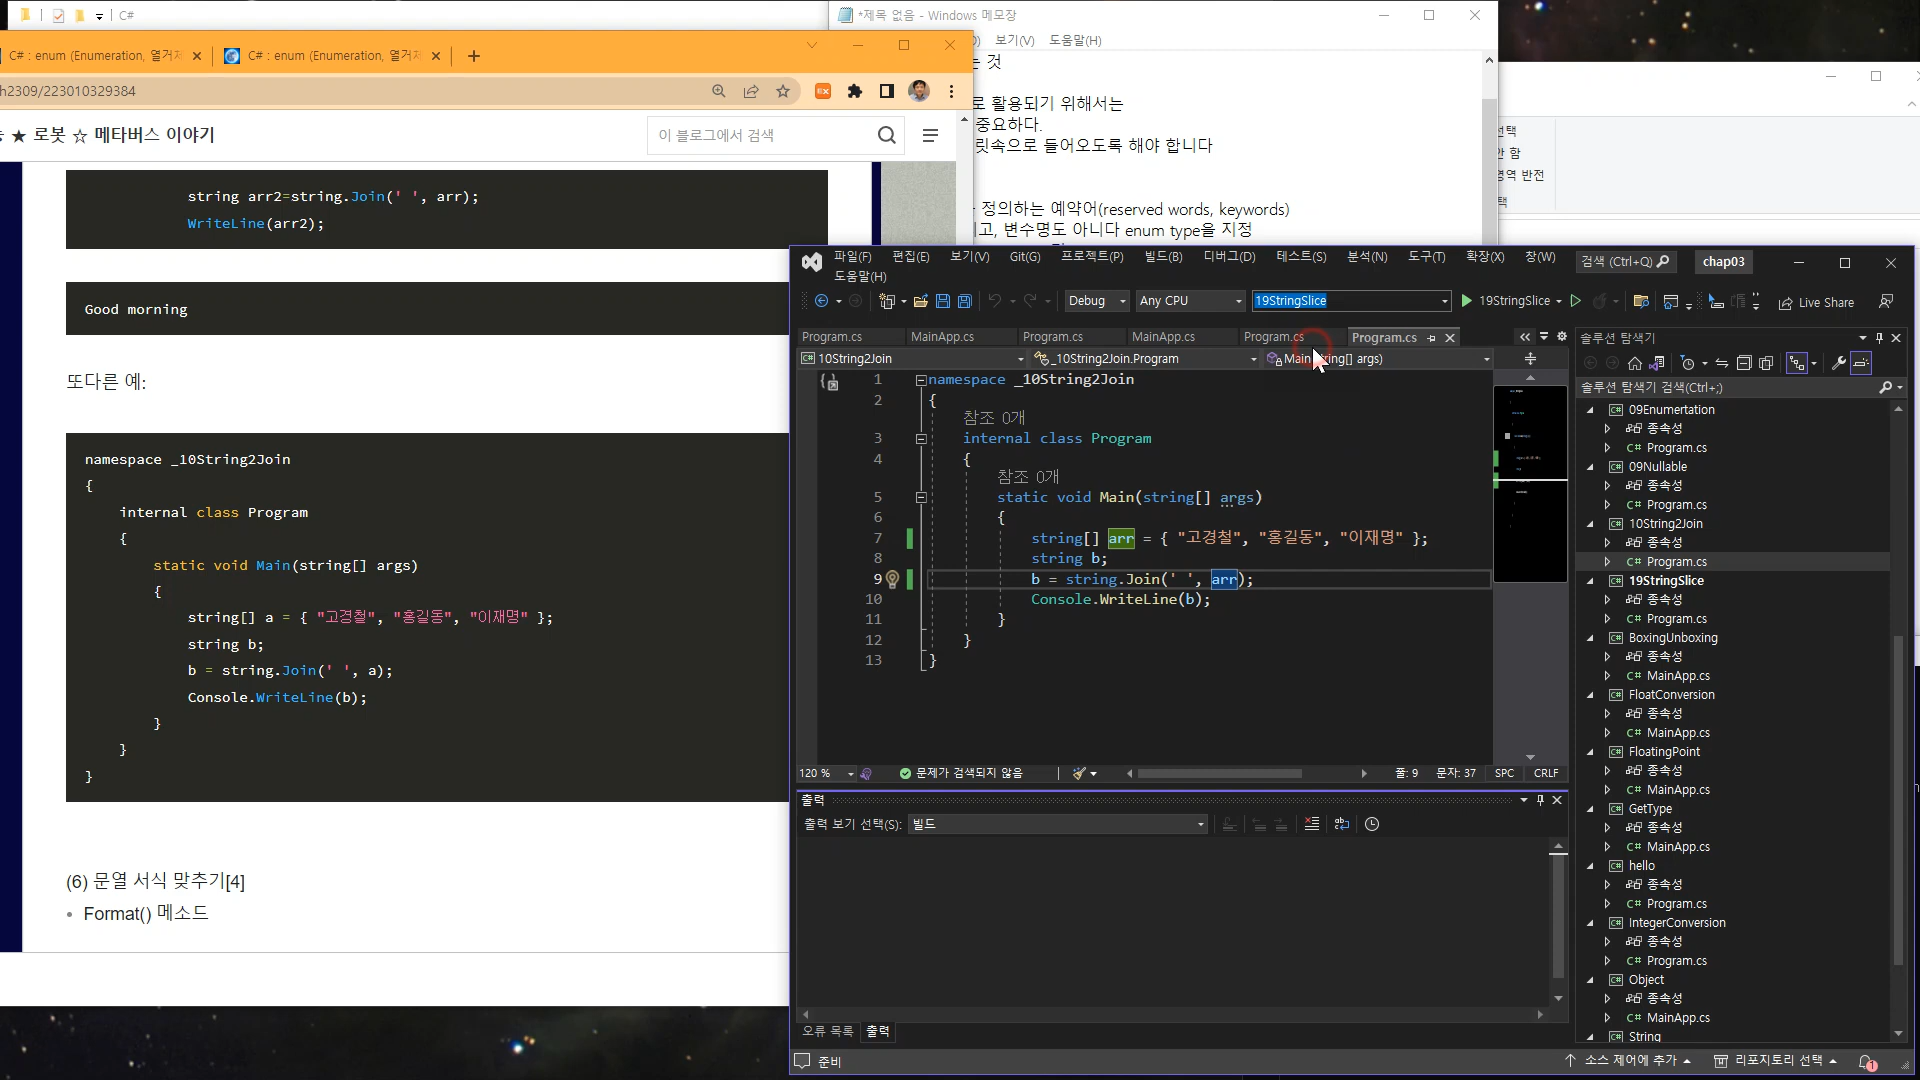 C#
C# : enum (Enumeration, 열거
C# : enum (Enumeration, 열거
h2309/223010329384
★ 로봇 ☆ 메타버스 이야기
이 블로그에서 검색
string arr2=string.Join(' ', arr);
WriteLine(arr2);
Good morning
또다른 예:
namespace _10String2Join
{
internal class Program
{
static void Main(string[] args)
{
string[] a = { "고경철", "홍길동", "이재명" };
string b;
b = string.Join(' ', a);
Console.WriteLine(b);
}
}
}
(6) 문열 서식 맞추기[4]
• Format() 메소드
*제목 없음 - Windows 메모장
보기(V) 도움말(H)
것
로 활용되기 위해서는
중요하다.
릿속으로 들어오도록 해야 합니다
정의하는 예약어(reserved words, keywords)
고, 변수명도 아니다 enum type을 지정
선택
안 함
영역 반전
택
파일(F) 편집(E) 보기(V) Git(G) 프로젝트(P) 빌드(B) 디버그(D) 테스트(S) 분석(N) 도구(T) 확장(X) 창(W) 검색 (Ctrl+Q) chap03
도움말(H)
Debug Any CPU 19StringSlice 19StringSlice Live Share
Program.cs MainApp.cs Program.cs MainApp.cs Program.cs Program.cs
10String2Join _10String2Join.Program Main(string[] args)
1 namespace _10String2Join
2 {
참조 0개
3 internal class Program
4 {
참조 0개
5 static void Main(string[] args)
6 {
7 string[] arr = { "고경철", "홍길동", "이재명" };
8 string b;
9 b = string.Join(' ', arr);
10 Console.WriteLine(b);
11 }
12 }
13 }
120 % 문제가 검색되지 않음 줄: 9 문자: 37 SPC CRLF
출력
출력 보기 선택(S): 빌드
오류 목록 출력
준비
솔루션 탐색기
솔루션 탐색기 검색(Ctrl+;)
09Enumertation
종속성
C# Program.cs
09Nullable
종속성
C# Program.cs
10String2Join
종속성
C# Program.cs
19StringSlice
종속성
C# Program.cs
BoxingUnboxing
종속성
C# MainApp.cs
FloatConversion
종속성
C# MainApp.cs
FloatingPoint
종속성
C# MainApp.cs
GetType
종속성
C# MainApp.cs
hello
종속성
C# Program.cs
IntegerConversion
종속성
C# Program.cs
Object
종속성
C# MainApp.cs
String
소스 제어에 추가 리포지토리 선택 1